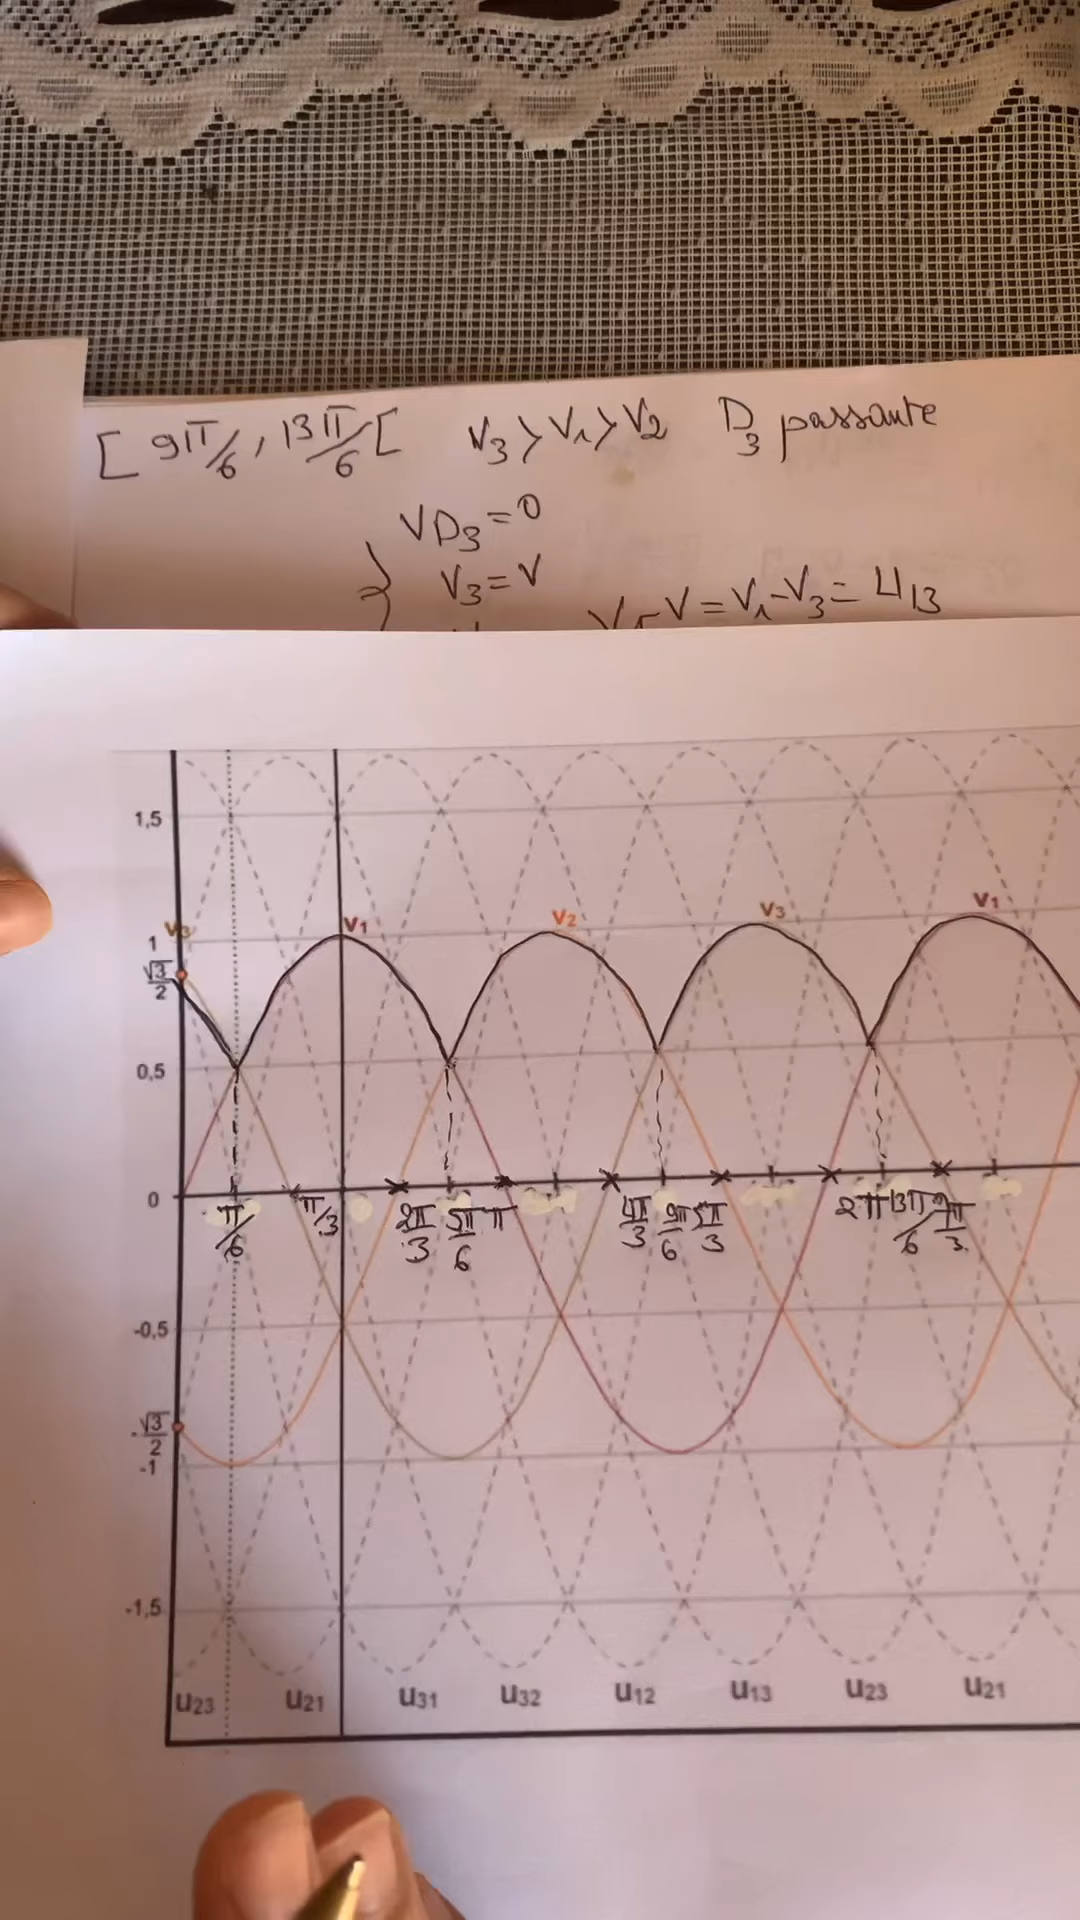 [ 9π/6, 13π/6 [ V3 > V1 > V2 D3 passante
VD3 = 0
V3 = V
V1 - V = V1 - V3 = U13
1,5
V3 V1 V2 V3 V1
1
√3/2
0,5
0
π/6 π/3 2π/3 5π/6 π 4π/3 9π/6 5π/3 2π 13π/6 7π/3
-0,5
-√3/2
-1
-1,5
u23 u21 u31 u32 u12 u13 u23 u21